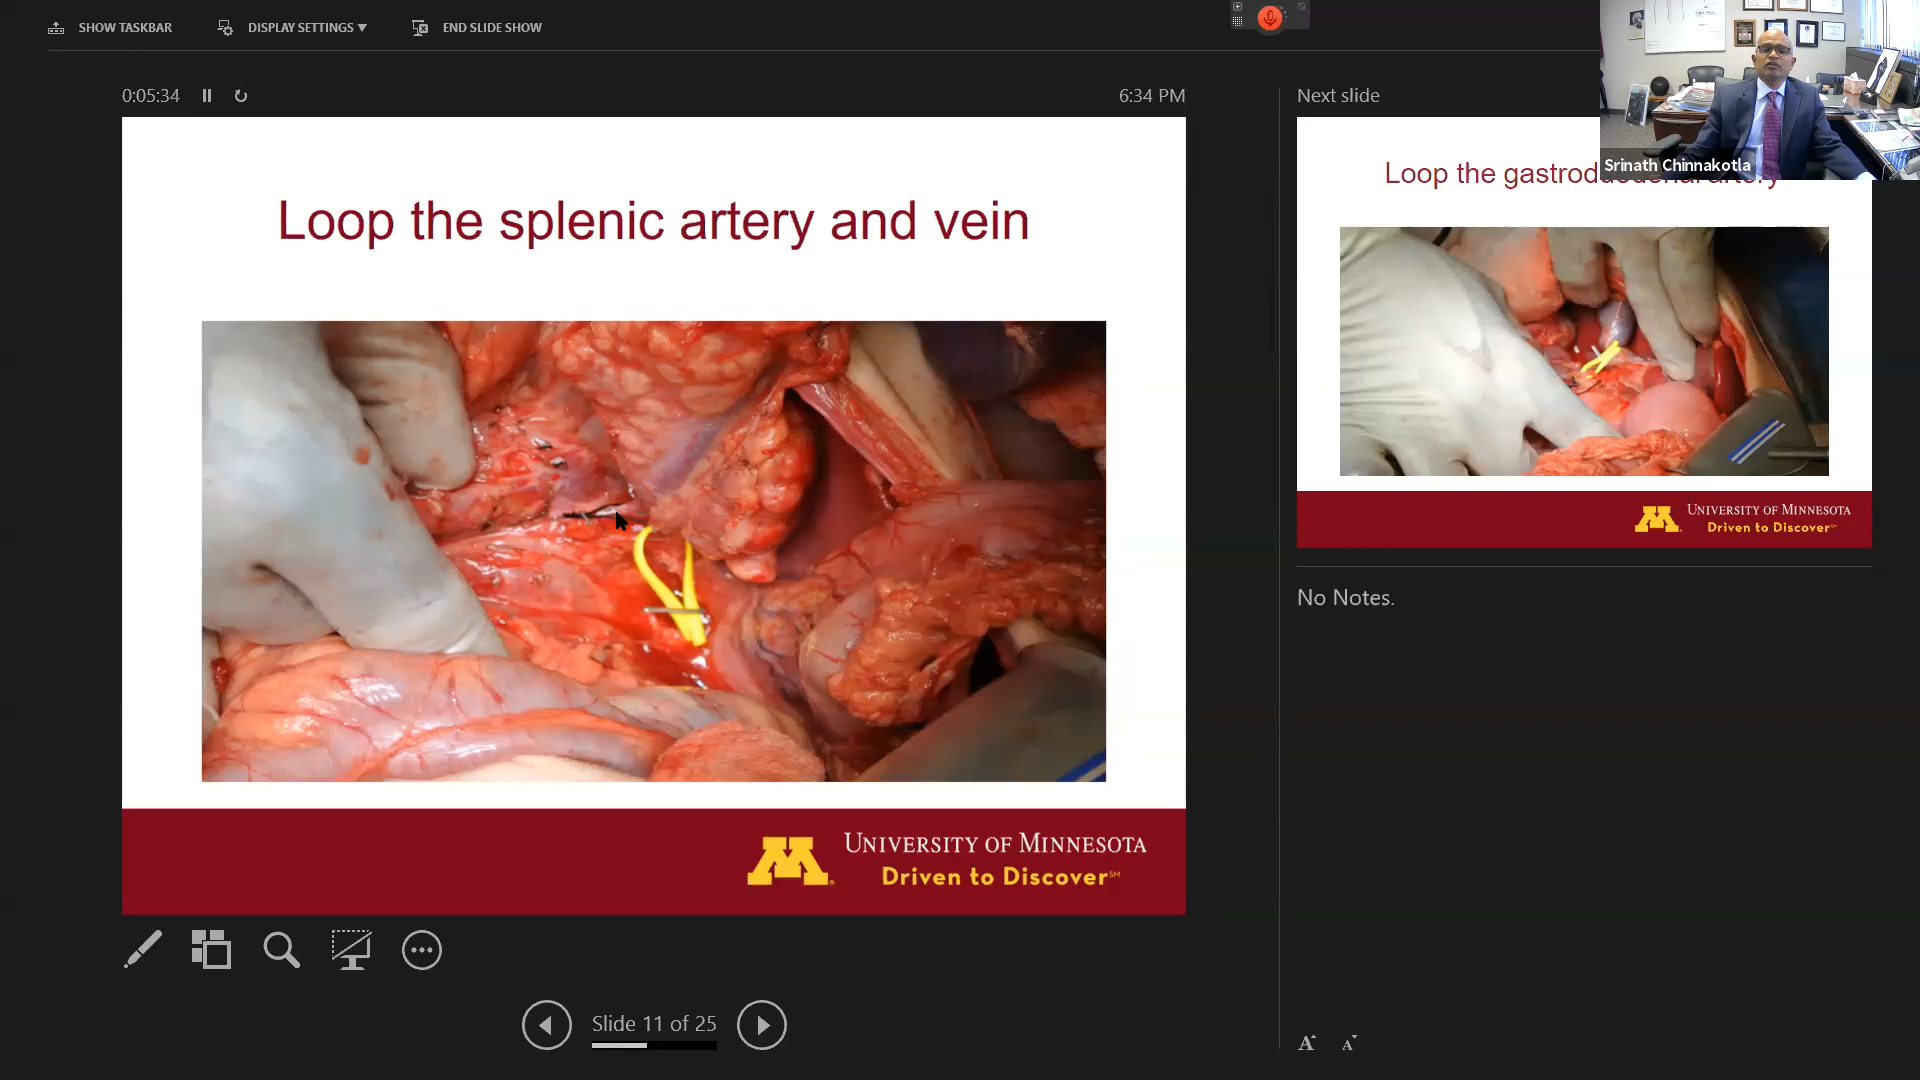 SHOW TASKBAR
DISPLAY SETTINGS
END SLIDE SHOW
0:05:34
6:34 PM
Loop the splenic artery and vein
UNIVERSITY OF MINNESOTA
Driven to Discover℠
Slide 11 of 25
Next slide
Srinath Chinnakotla
Loop the gastroduodenal artery
UNIVERSITY OF MINNESOTA
Driven to Discover℠
No Notes.
A A